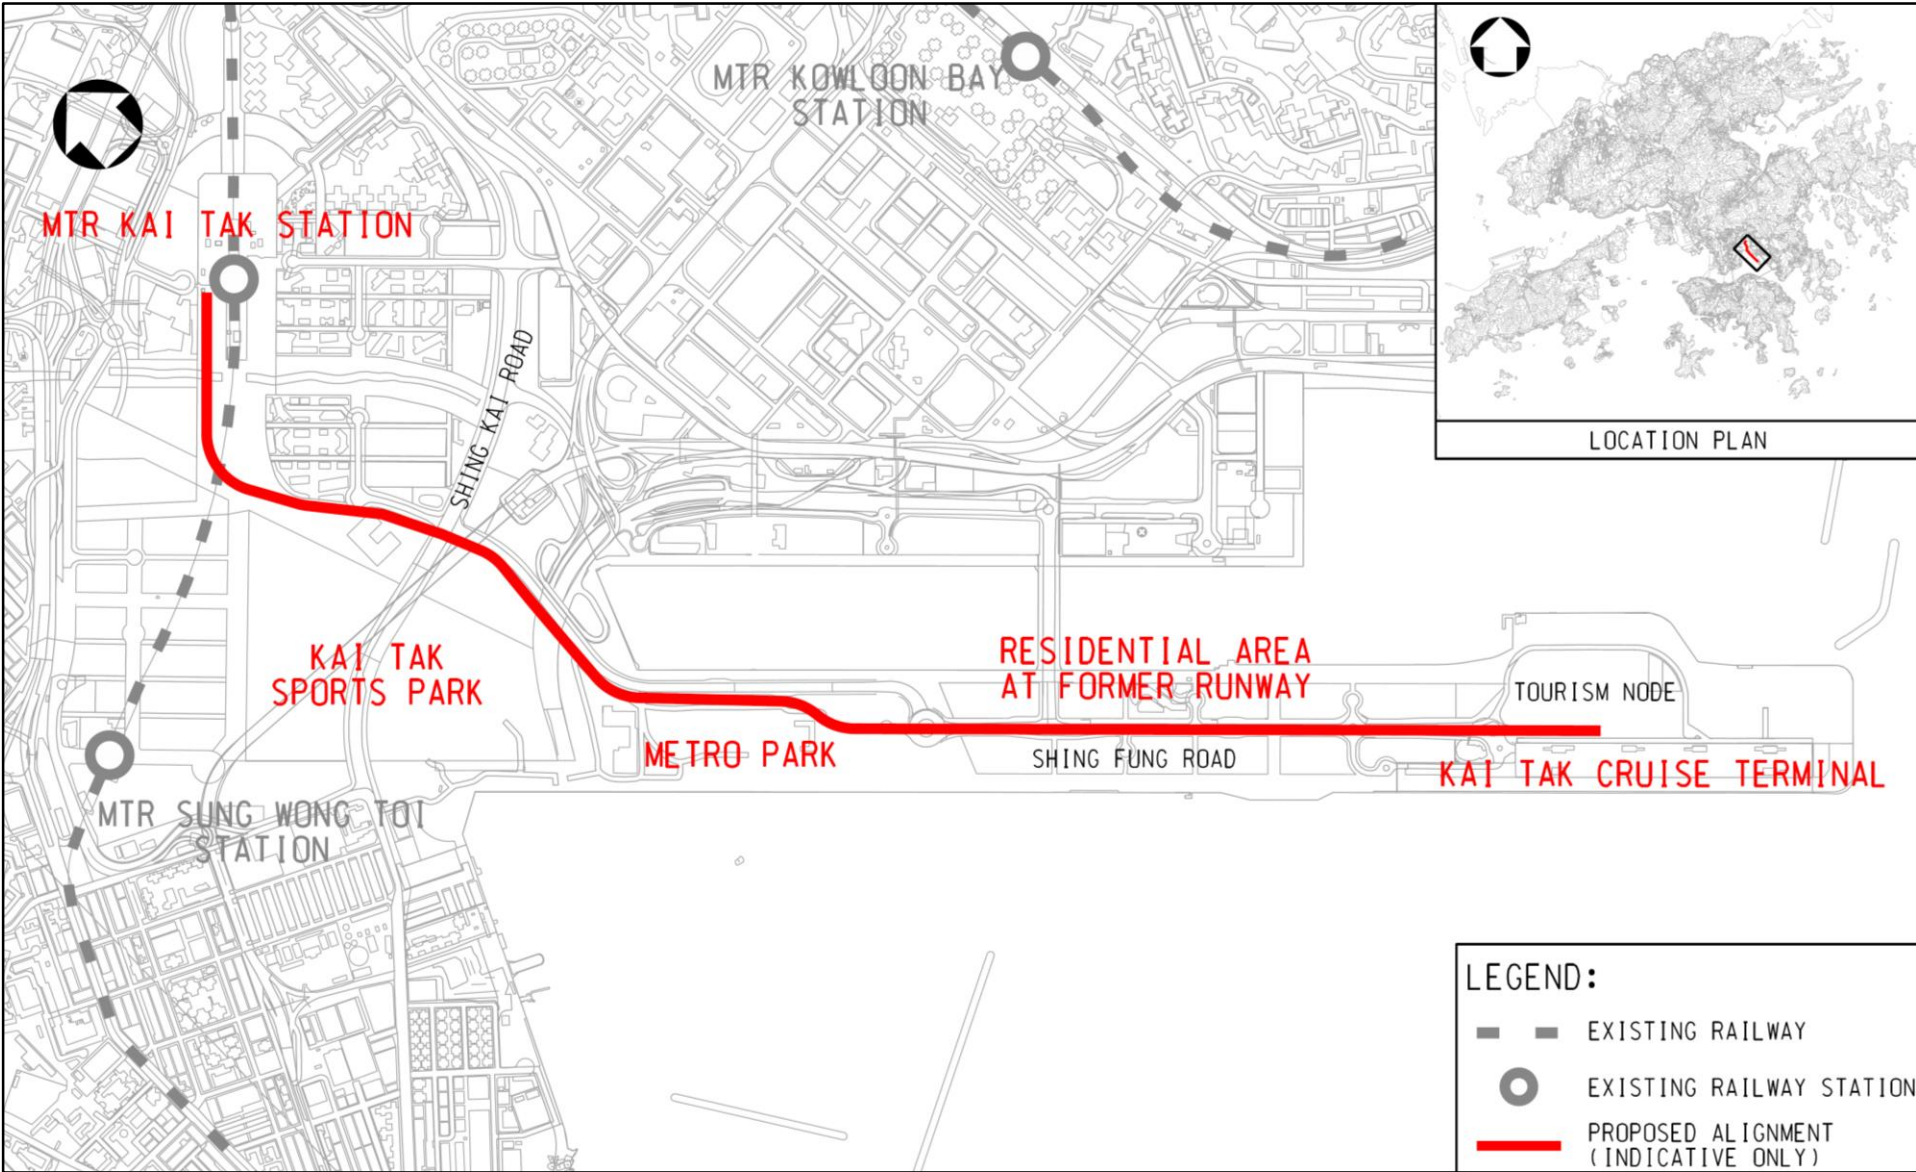 MTR KOWLOON BAY
STATION
MTR KAI TAK STATION
SHING KAI ROAD
LOCATION PLAN
KAI TAK
SPORTS PARK
RESIDENTIAL AREA
AT FORMER RUNWAY
TOURISM NODE
METRO PARK
SHING FUNG ROAD
KAI TAK CRUISE TERMINAL
MTR SUNG WONG TOI
STATION
LEGEND:
EXISTING RAILWAY
EXISTING RAILWAY STATION
PROPOSED ALIGNMENT
(INDICATIVE ONLY)